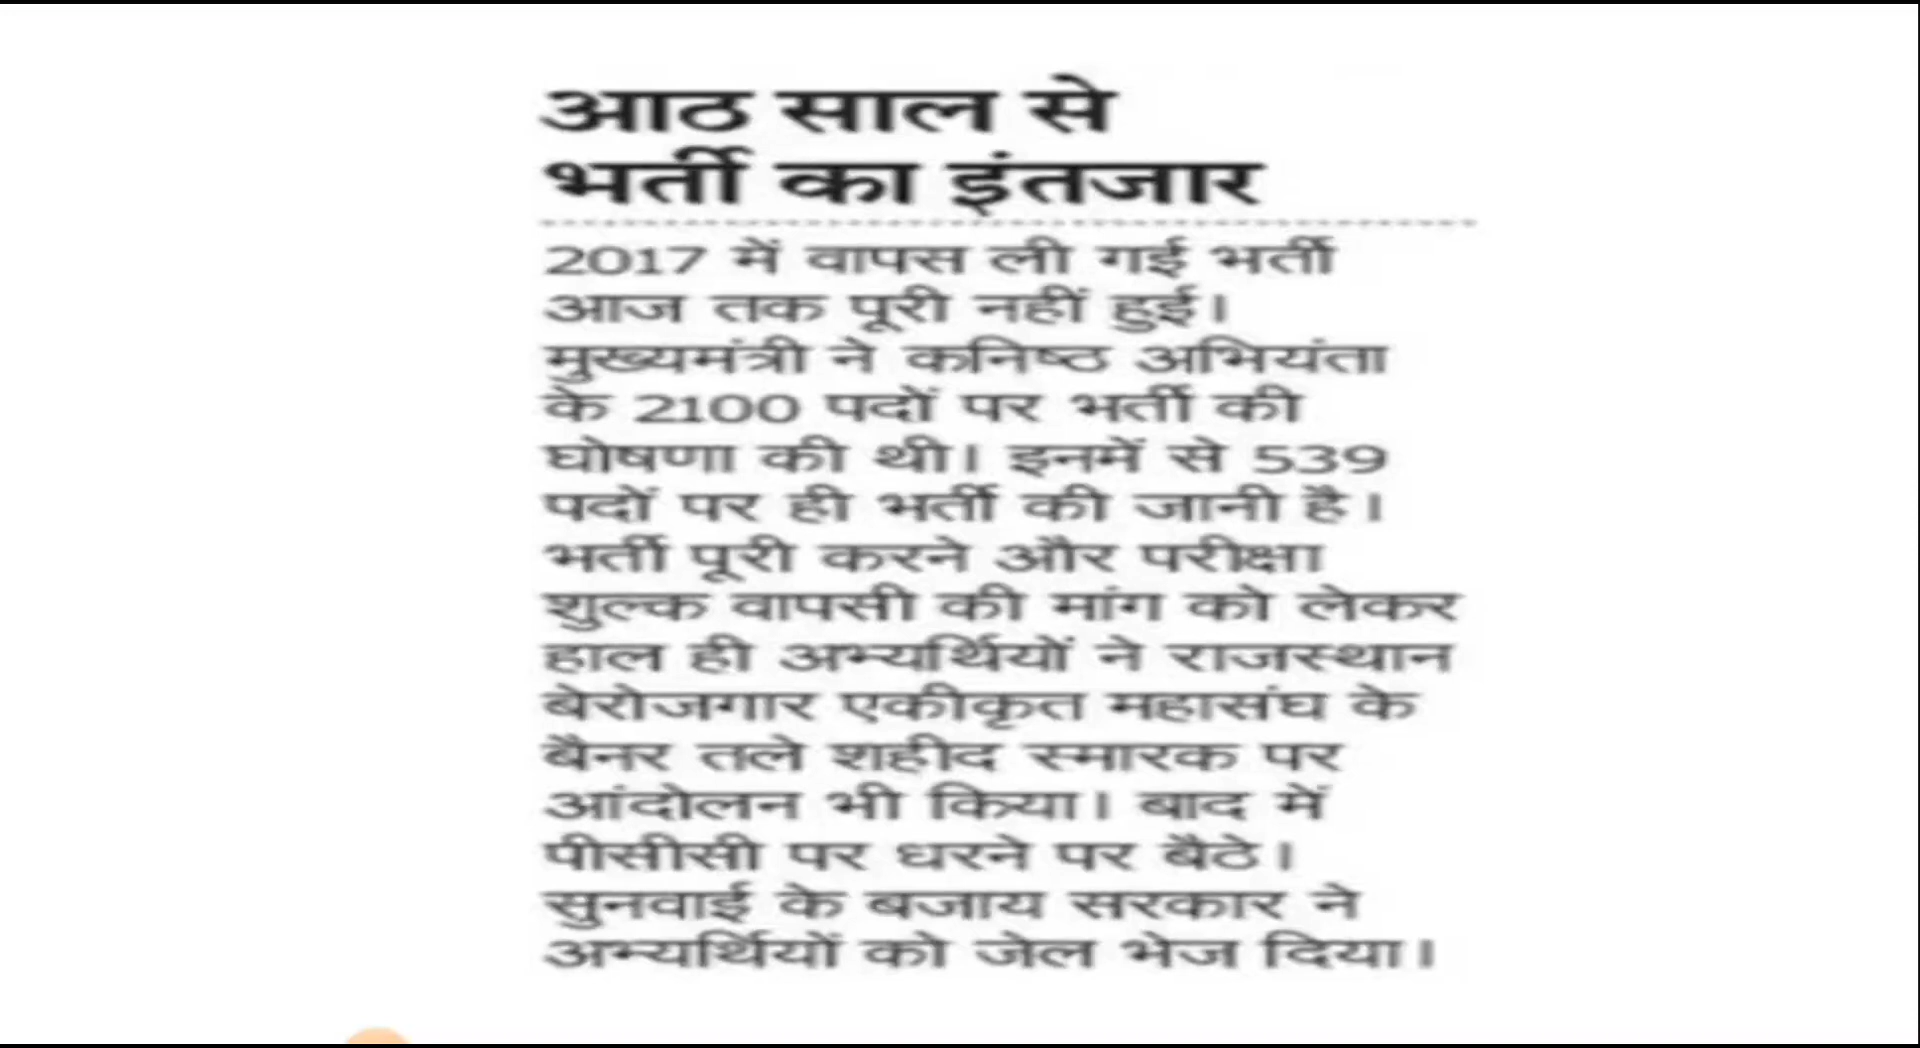 आठ साल से
भर्ती का इंतजार
2017 में वापस ली गई भर्ती
आज तक पूरी नहीं हुई।
मुख्यमंत्री ने कनिष्ठ अभियंता
के 2100 पदों पर भर्ती की
घोषणा की थी। इनमें से 539
पदों पर ही भर्ती की जानी है।
भर्ती पूरी करने और परीक्षा
शुल्क वापसी की मांग को लेकर
हाल ही अभ्यर्थियों ने राजस्थान
बेरोजगार एकीकृत महासंघ के
बैनर तले शहीद स्मारक पर
आंदोलन भी किया। बाद में
पीसीसी पर धरने पर बैठे।
सुनवाई के बजाय सरकार ने
अभ्यर्थियों को जेल भेज दिया।